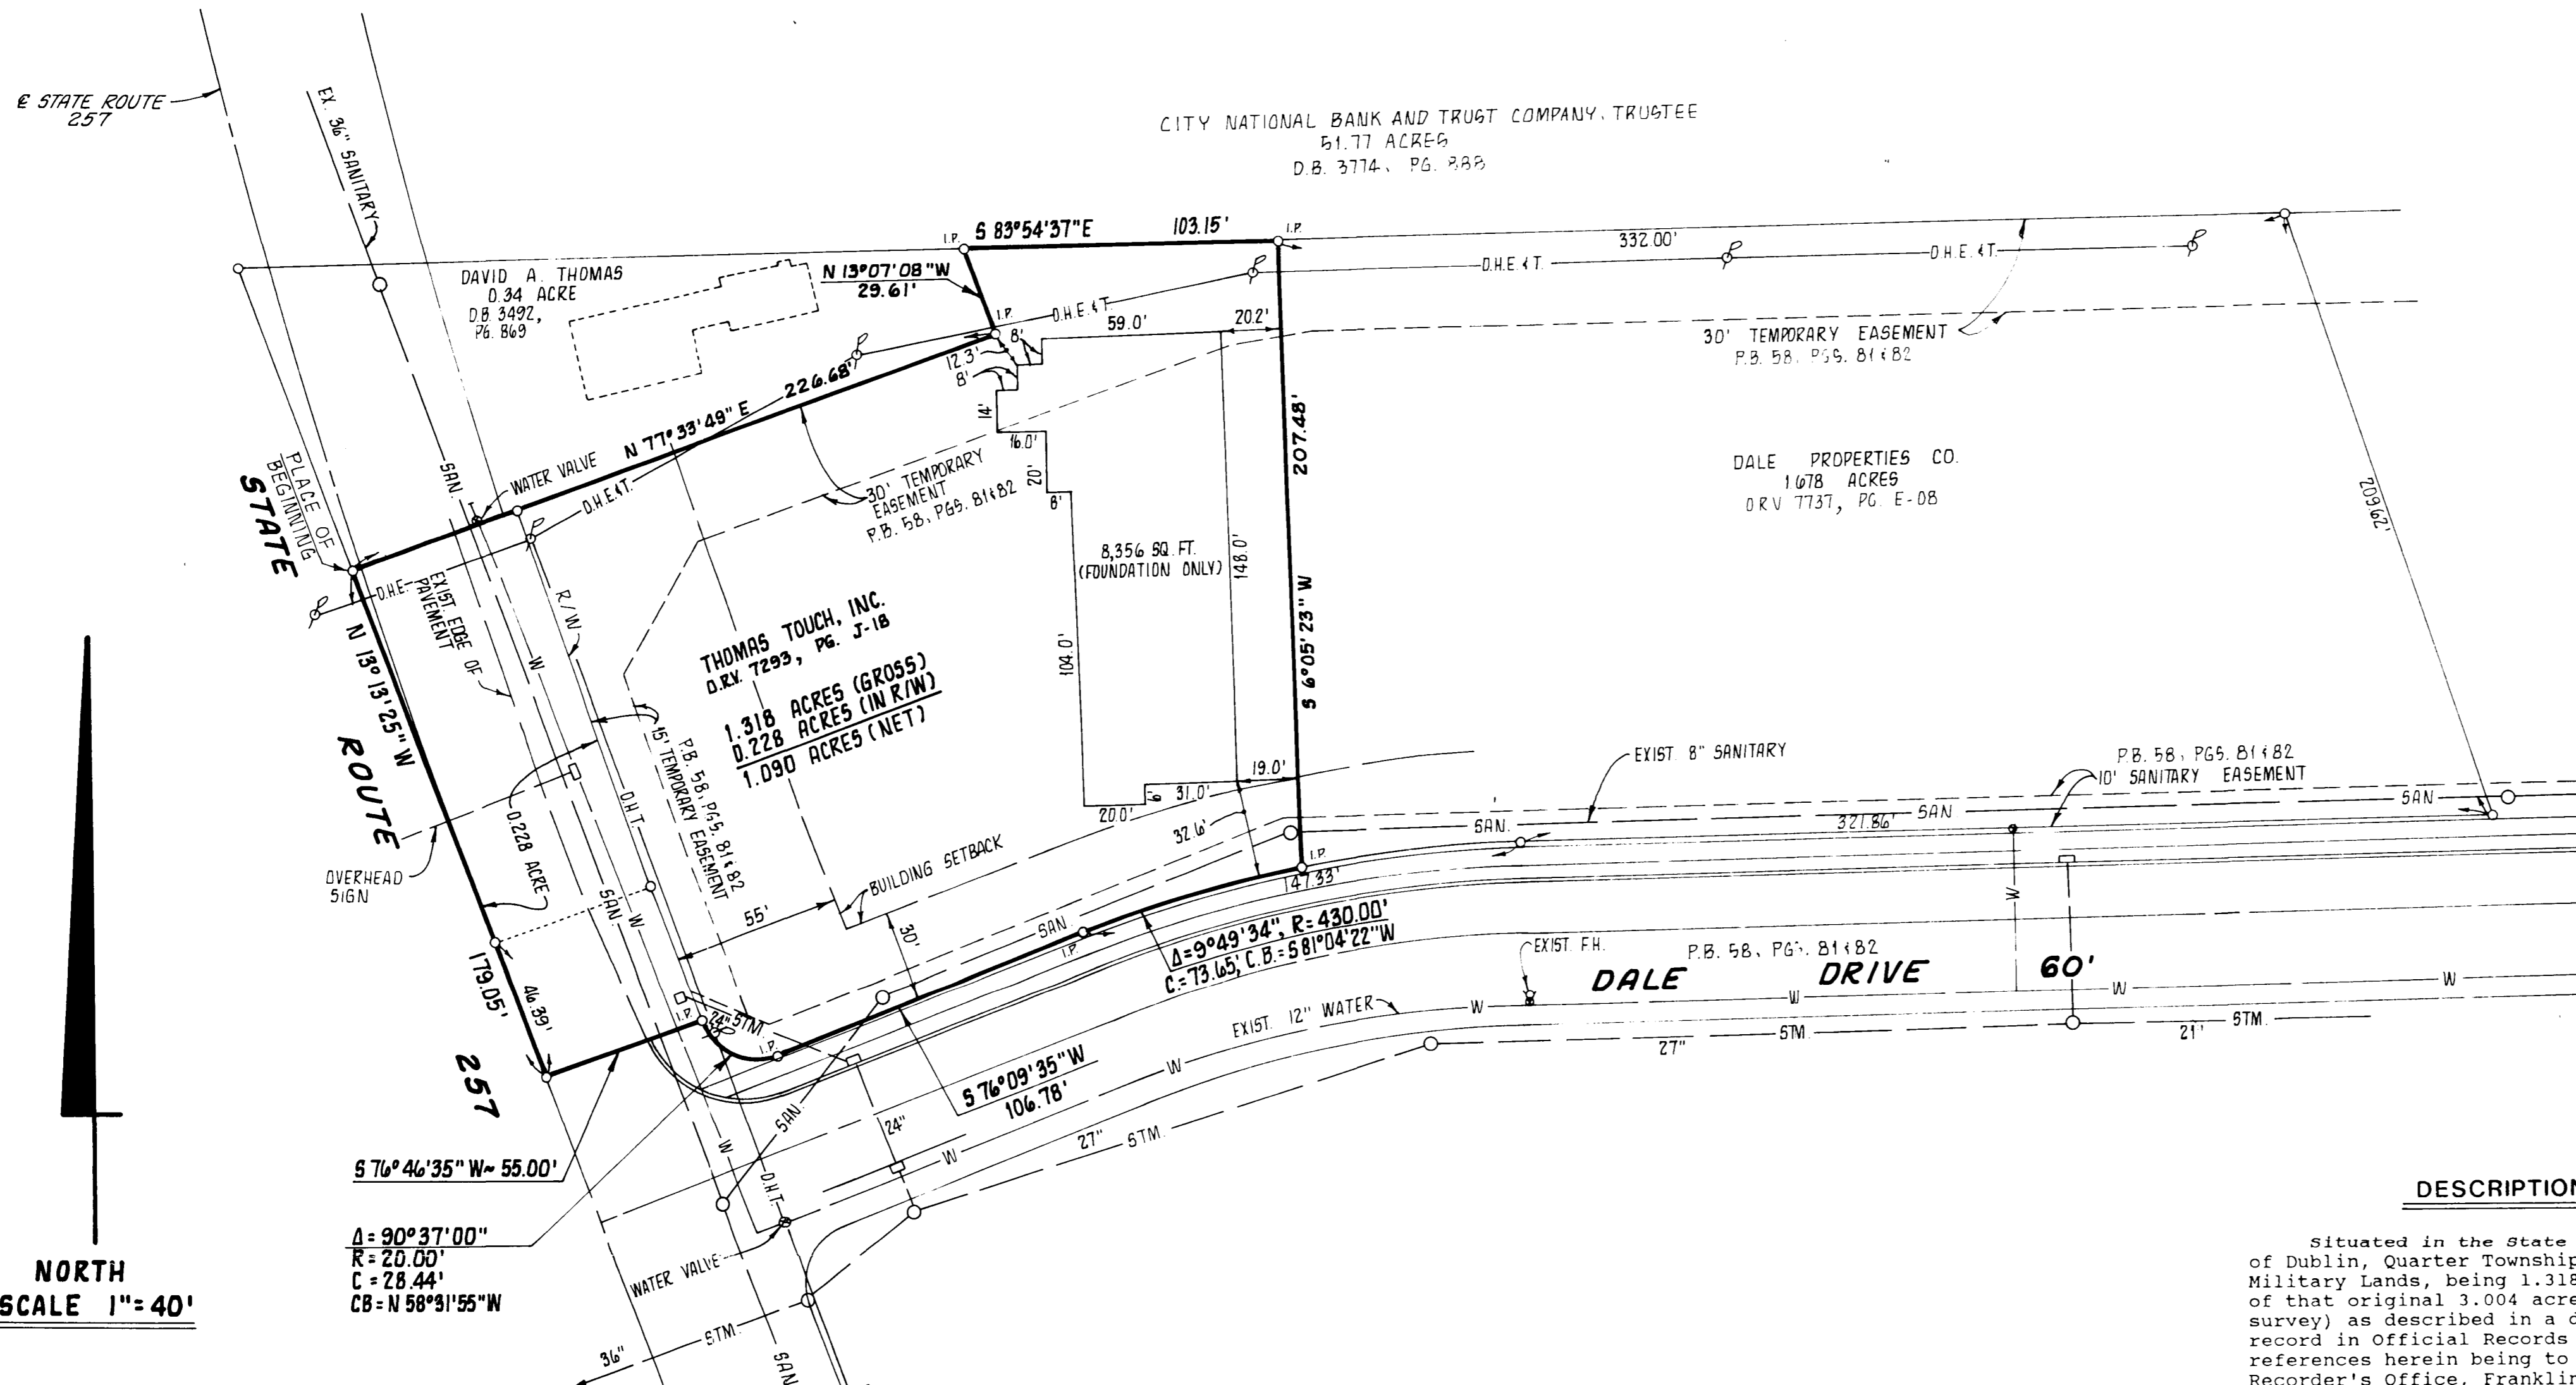 ℄ STATE ROUTE
257
EX. 36" SANITARY
CITY NATIONAL BANK AND TRUST COMPANY, TRUSTEE
51.77 ACRES
D.B. 3774, PG. 888
I.P.
S 83°54'37"E 103.15'
I.P.
332.00'
DAVID A. THOMAS
0.34 ACRE
D.B. 3492,
PG. 869
N 13°07'08"W
29.61'
I.P.
O.H.E.&T.
O.H.E.&T.
O.H.E.&T.
59.0'
20.2'
8'
12.3'
8'
14'
16.0'
20'
8'
30' TEMPORARY EASEMENT
P.B. 58, PGS. 81&82
226.68'
N 77°33'49" E
WATER VALVE
SAN.
O.H.E.&T.
PLACE OF
BEGINNING
STATE
30' TEMPORARY
EASEMENT
P.B. 58, PGS. 81&82
207.48'
S 6°05'23" W
DALE PROPERTIES CO.
1.678 ACRES
ORV 7737, PG. E-08
209.62'
8,356 SQ. FT.
(FOUNDATION ONLY)
148.0'
104.0'
O.H.E.
EXIST. EDGE OF
PAVEMENT
R/W
W
N 13°13'25" W
THOMAS TOUCH, INC.
O.R.V. 7293, PG. J-18
1.318 ACRES (GROSS)
0.228 ACRES (IN R/W)
1.090 ACRES (NET)
15' TEMPORARY EASEMENT
P.B. 58, PGS. 81&82
ROUTE
0.228 ACRE
O.H.T.
OVERHEAD
SIGN
SAN.
W
19.0'
6'
31.0'
20.0'
32.6'
EXIST. 8" SANITARY
P.B. 58, PGS. 81&82
10' SANITARY EASEMENT
SAN.
321.86'
SAN
SAN
BUILDING SETBACK
55'
30'
SAN.
I.P.
I.P.
147.33'
Δ=9°49'34", R=430.00'
C.=73.65', C.B.=S81°04'22"W
EXIST. F.H.
P.B. 58, PGS. 81&82
DALE DRIVE 60'
W
W
W
W
W
179.05'
46.39'
I.P.
24" STM.
I.P.
EXIST. 12" WATER
27" STM. 21' STM.
257
S 76°09'35"W
106.78'
W
W
24"
27" STM.
SAN.
W
O.H.T.
S 76°46'35" W~ 55.00'
Δ=90°37'00"
R=20.00'
C=28.44'
CB=N 58°31'55"W
WATER VALVE
STM.
36"
SAN.
NORTH
SCALE 1"=40'
DESCRIPTION
Situated in the State
of Dublin, Quarter Township
Military Lands, being 1.318
of that original 3.004 acre
survey) as described in a d
record in Official Records
references herein being to
Recorder's Office, Franklin